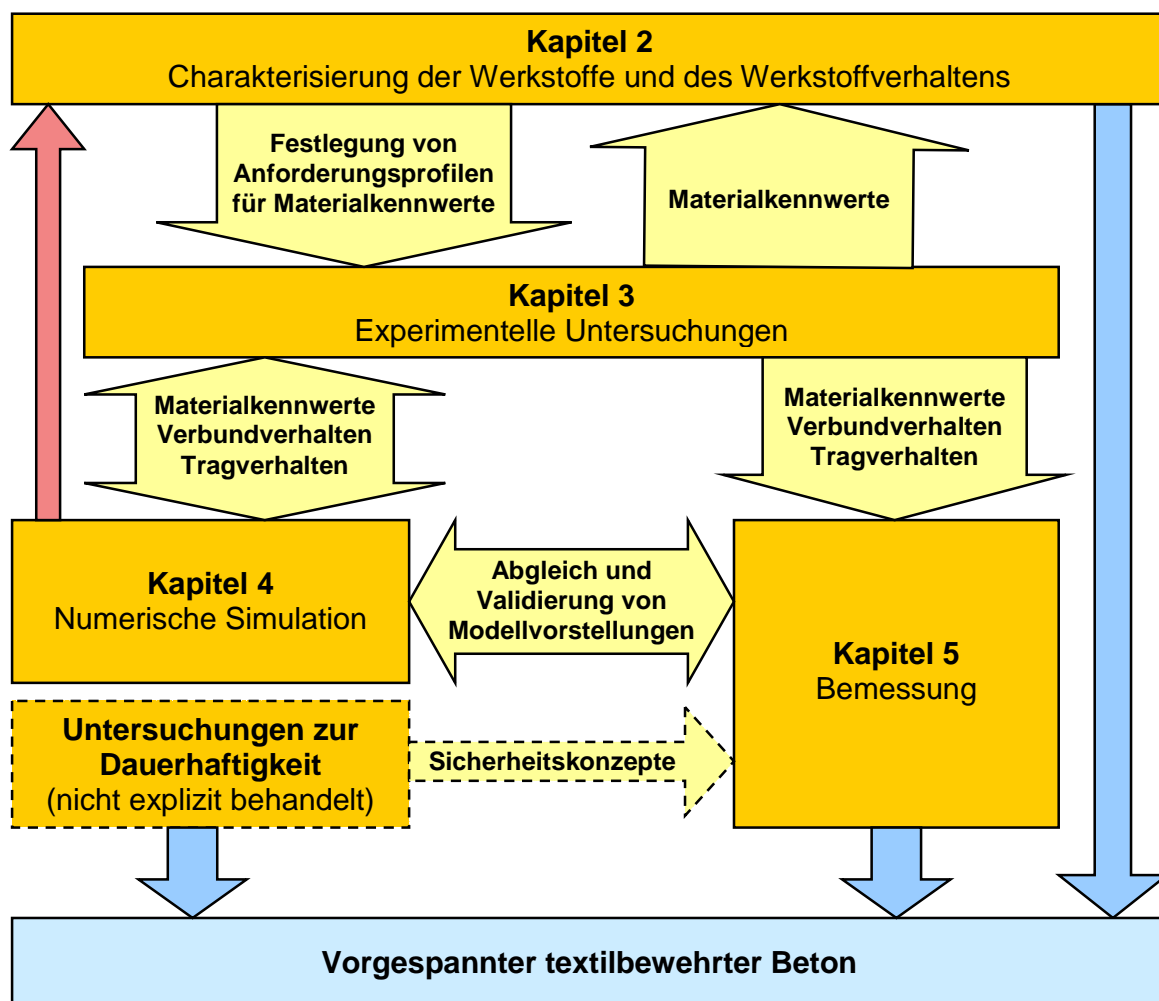 Kapitel 2
Charakterisierung der Werkstoffe und des Werkstoffverhaltens
Festlegung von
Anforderungsprofilen
für Materialkennwerte
Materialkennwerte
Kapitel 3
Experimentelle Untersuchungen
Materialkennwerte
Verbundverhalten
Tragverhalten
Materialkennwerte
Verbundverhalten
Tragverhalten
Kapitel 4
Numerische Simulation
Abgleich und
Validierung von
Modellvorstellungen
Kapitel 5
Bemessung
Untersuchungen zur
Dauerhaftigkeit
(nicht explizit behandelt)
Sicherheitskonzepte
Vorgespannter textilbewehrter Beton